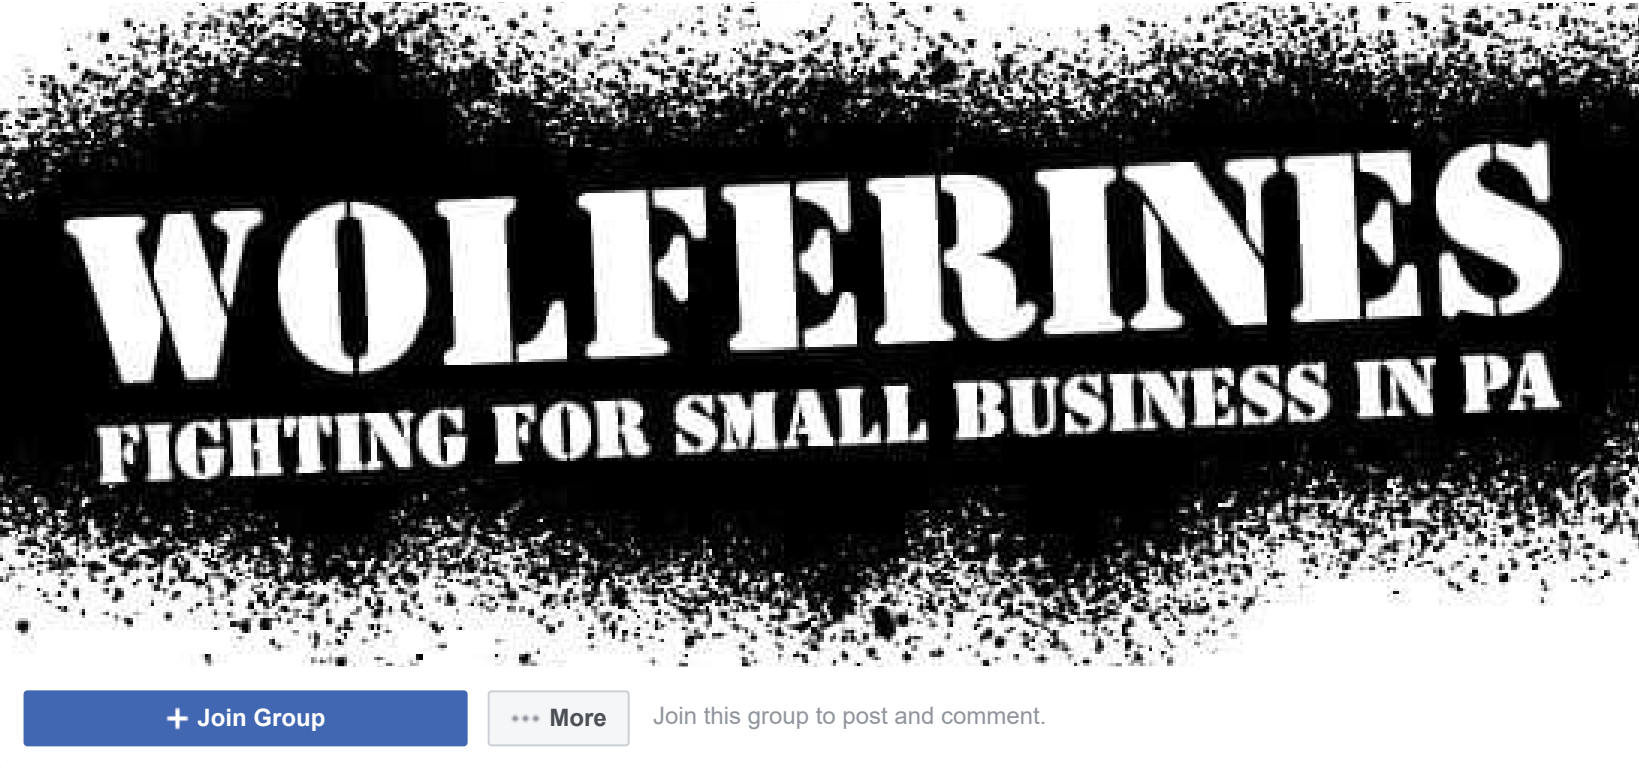 WOLFERINES
FIGHTING FOR SMALL BUSINESS IN PA
+ Join Group
••• More
Join this group to post and comment.